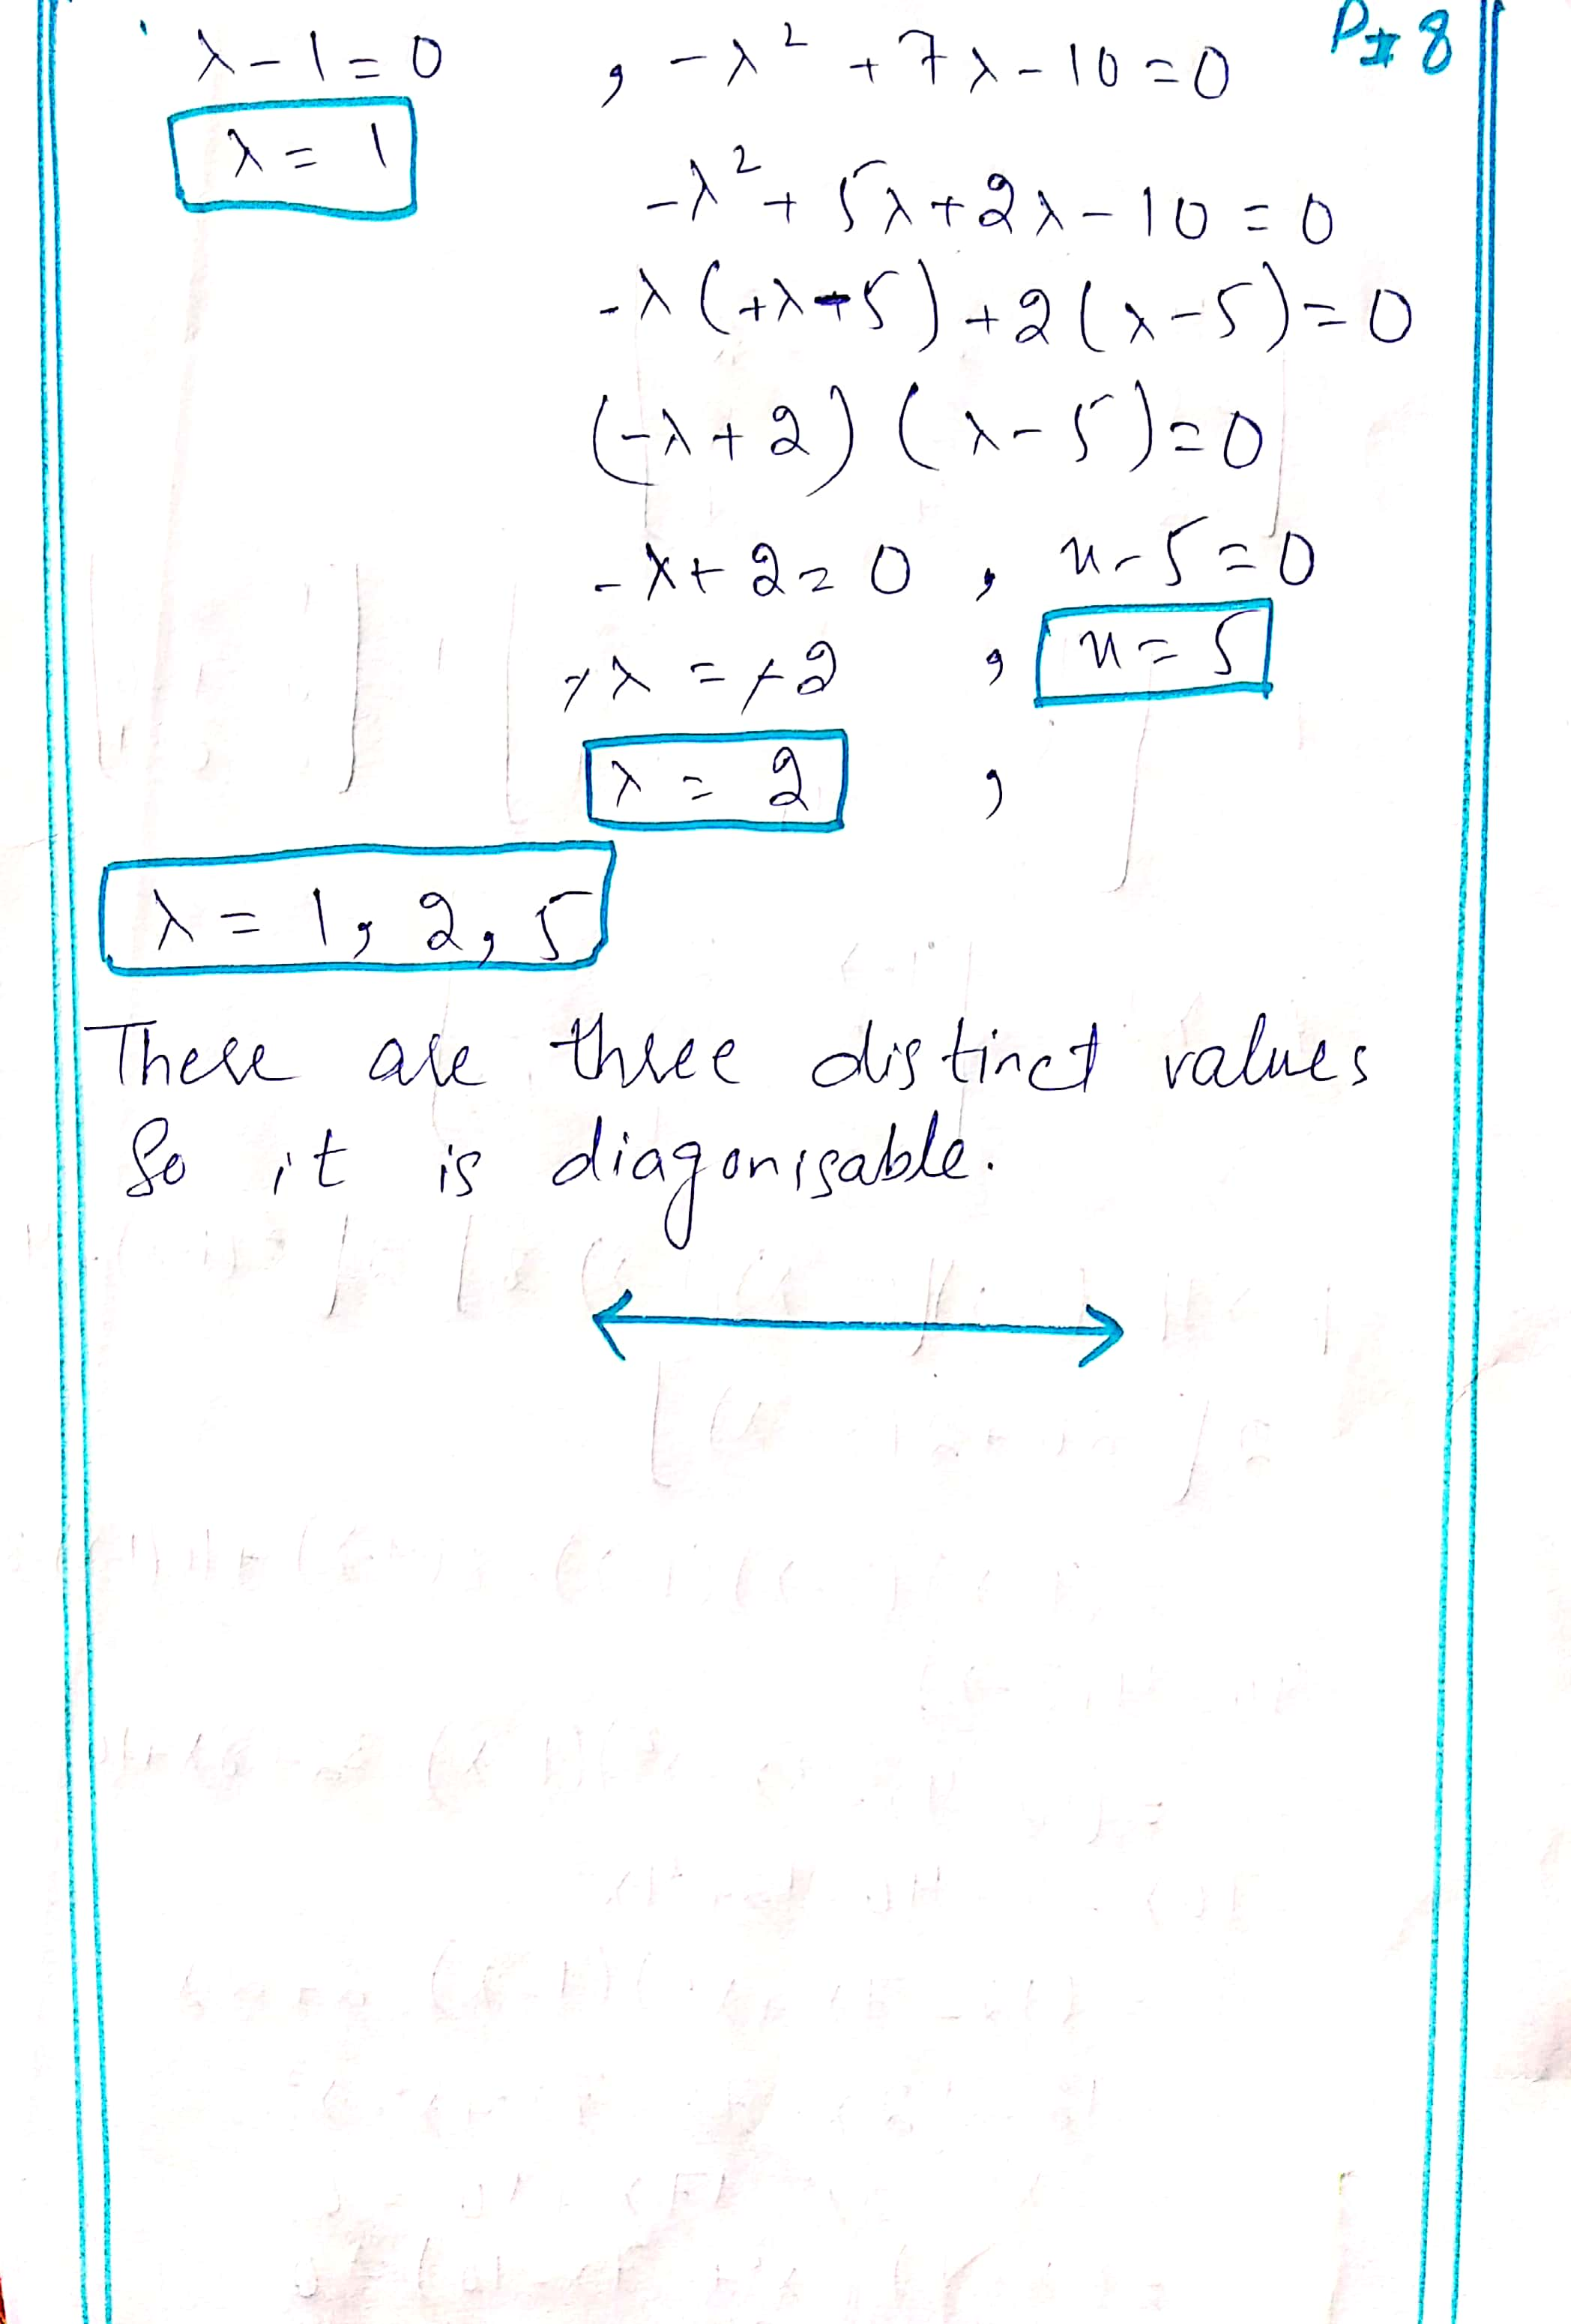 P # 8
λ - 1 = 0 , -λ² + 7λ - 10 = 0
λ = 1
-λ² + 5λ + 2λ - 10 = 0
-λ (+λ - 5) + 2 (λ - 5) = 0
(-λ + 2) (λ - 5) = 0
-λ + 2 = 0 , x - 5 = 0
-λ = -2 , x = 5
λ = 2 ,
λ = 1, 2, 5
There are three distinct values
So it is diagonisable.